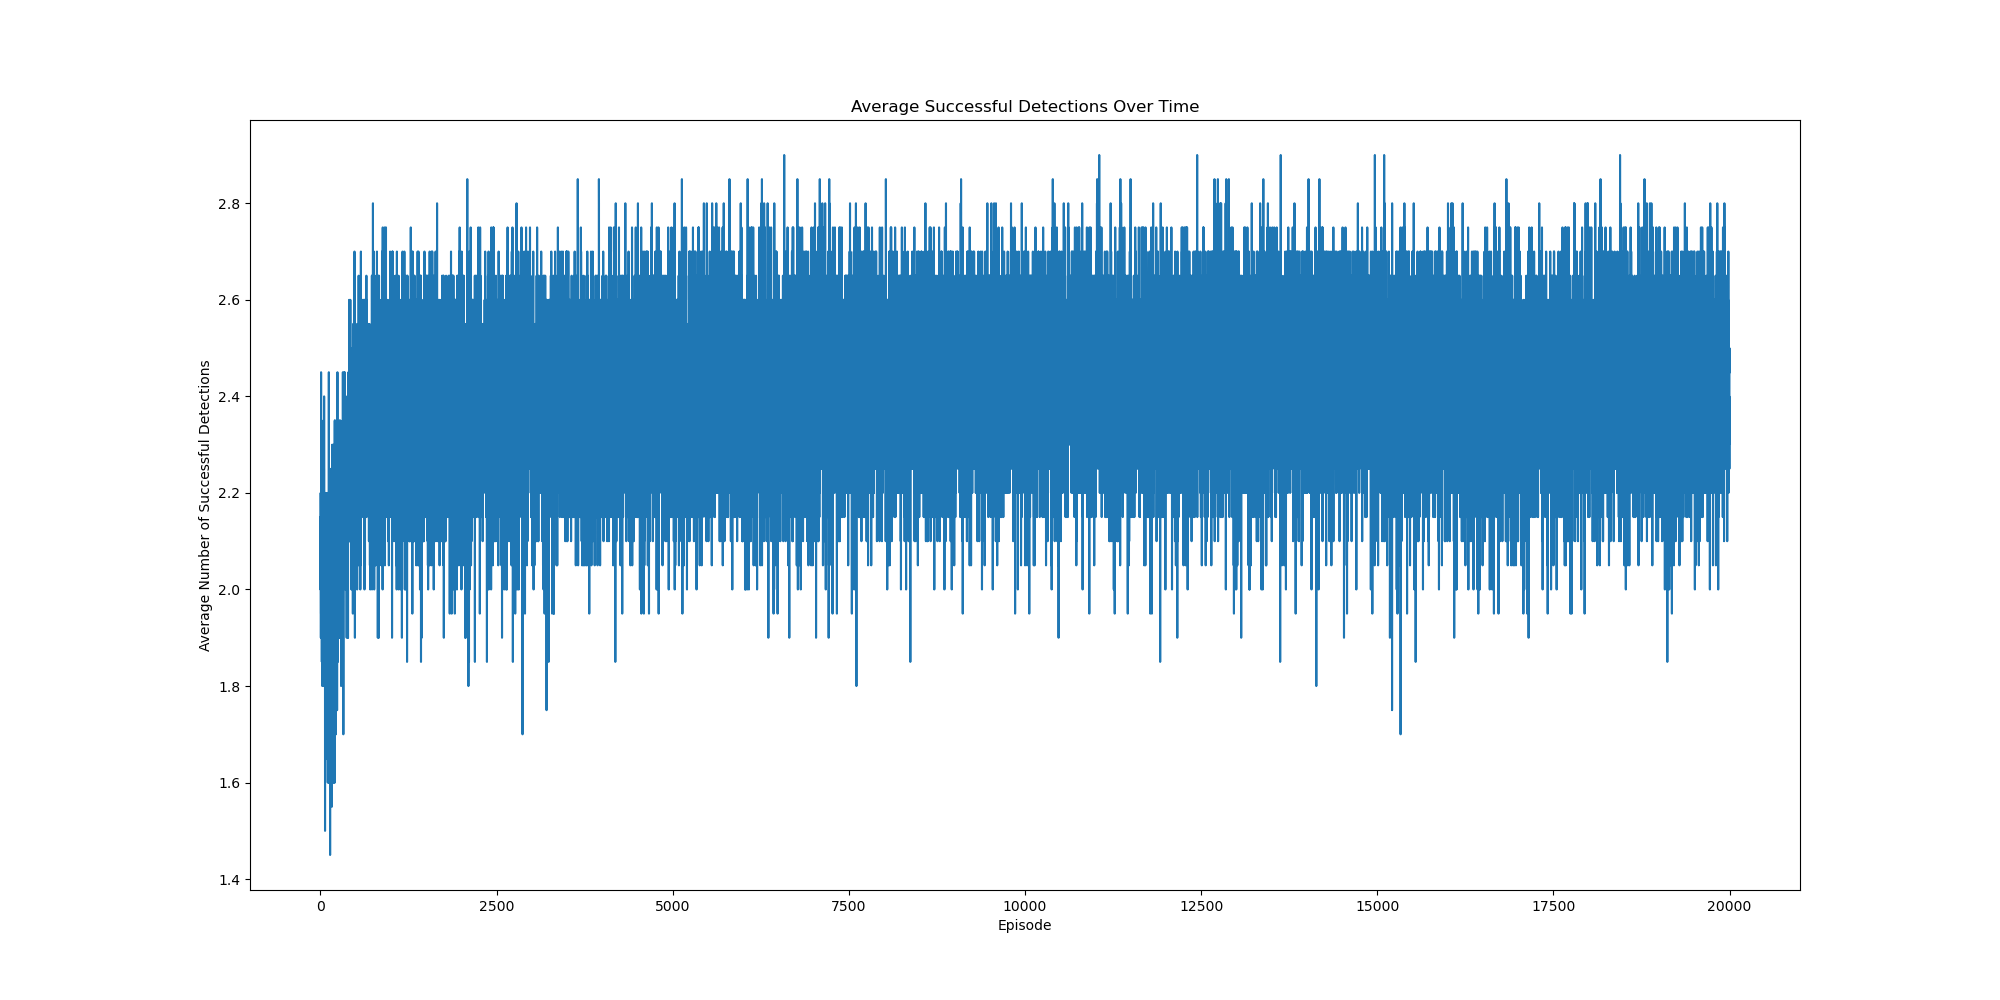 Average Successful Detections Over Time
Average Number of Successful Detections
2.8
2.6
2.4
2.2
2.0
1.8
1.6
1.4
0 2500 5000 7500 10000 12500 15000 17500 20000
Episode